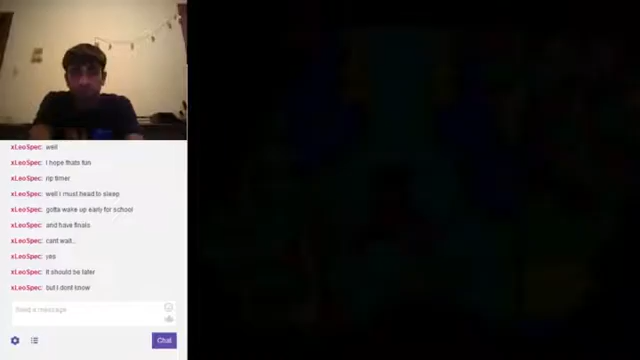 xLeoSpec: well
xLeoSpec: I hope thats fun
xLeoSpec: rip timer
xLeoSpec: well I must head to sleep
xLeoSpec: gotta wake up early for school
xLeoSpec: and have finals
xLeoSpec: cant wait..
xLeoSpec: yea
xLeoSpec: It should be later
xLeoSpec: but I dont know
Send a message
Chat